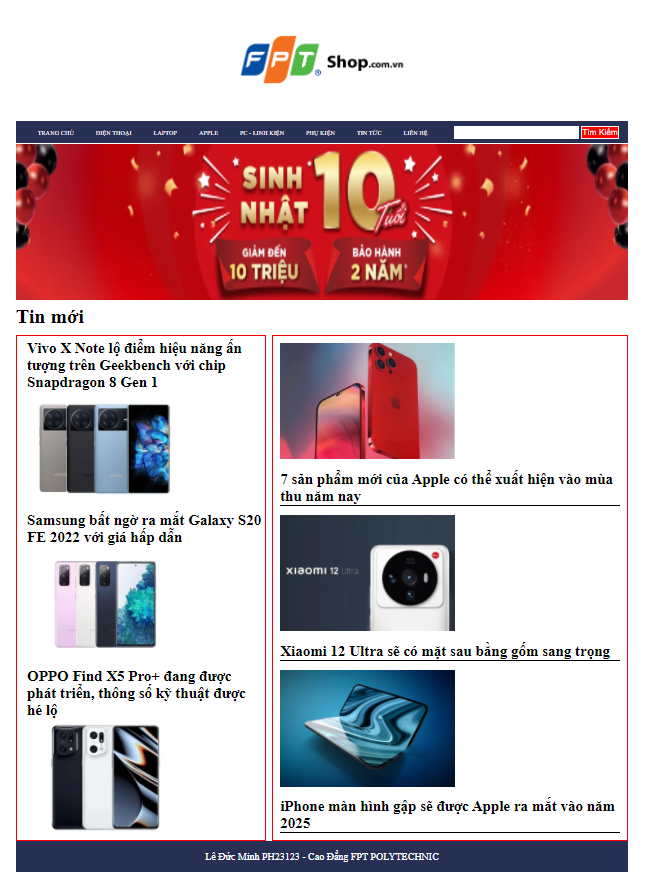 FPT Shop.com.vn
TRANG CHỦ ĐIỆN THOẠI LAPTOP APPLE PC - LINH KIỆN PHỤ KIỆN TIN TỨC LIÊN HỆ Tìm Kiếm
SINH
NHẬT
10
Tuổi
GIẢM ĐẾN
10 TRIỆU
BẢO HÀNH
2 NĂM*
Tin mới
Vivo X Note lộ điểm hiệu năng ấn
tượng trên Geekbench với chip
Snapdragon 8 Gen 1
Samsung bất ngờ ra mắt Galaxy S20
FE 2022 với giá hấp dẫn
OPPO Find X5 Pro+ đang được
phát triển, thông số kỹ thuật được
hé lộ
7 sản phẩm mới của Apple có thể xuất hiện vào mùa
thu năm nay
xiaomi 12 Ultra
Xiaomi 12 Ultra sẽ có mặt sau bằng gốm sang trọng
iPhone màn hình gập sẽ được Apple ra mắt vào năm
2025
Lê Đức Minh PH23123 - Cao Đẳng FPT POLYTECHNIC